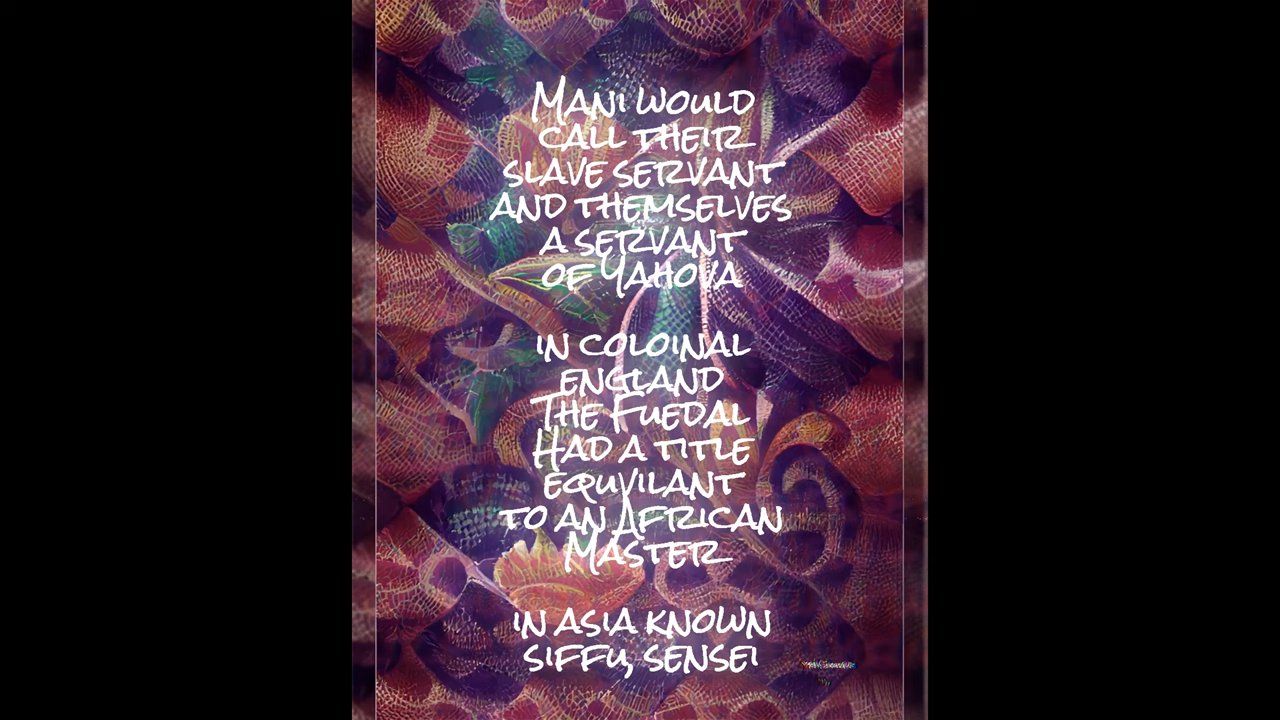 Mani would
call their
slave servant
and themselves
a servant
of Yahova
in coloinal
england
The Fuedal
Had a title
equvilant
to an African
Master
in asia known
siffu, sensei